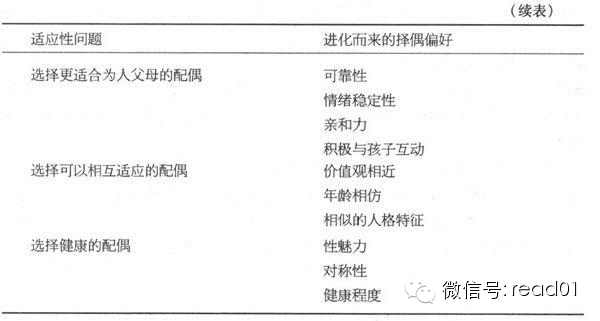 （续表）
适应性问题 进化而来的择偶偏好
选择更适合为人父母的配偶 可靠性
情绪稳定性
亲和力
积极与孩子互动
选择可以相互适应的配偶 价值观相近
年龄相仿
相似的人格特征
选择健康的配偶 性魅力
对称性
健康程度
微信号: read01